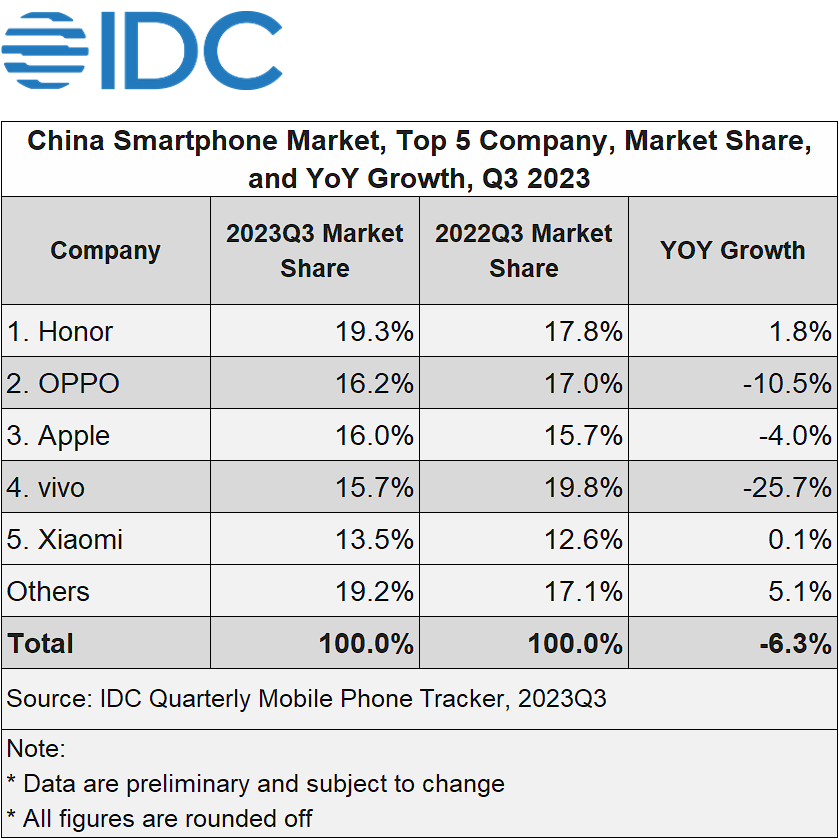 IDC
China Smartphone Market, Top 5 Company, Market Share,
and YoY Growth, Q3 2023
Company 2023Q3 Market Share 2022Q3 Market Share YOY Growth
1. Honor 19.3% 17.8% 1.8%
2. OPPO 16.2% 17.0% -10.5%
3. Apple 16.0% 15.7% -4.0%
4. vivo 15.7% 19.8% -25.7%
5. Xiaomi 13.5% 12.6% 0.1%
Others 19.2% 17.1% 5.1%
Total 100.0% 100.0% -6.3%
Source: IDC Quarterly Mobile Phone Tracker, 2023Q3
Note:
* Data are preliminary and subject to change
* All figures are rounded off